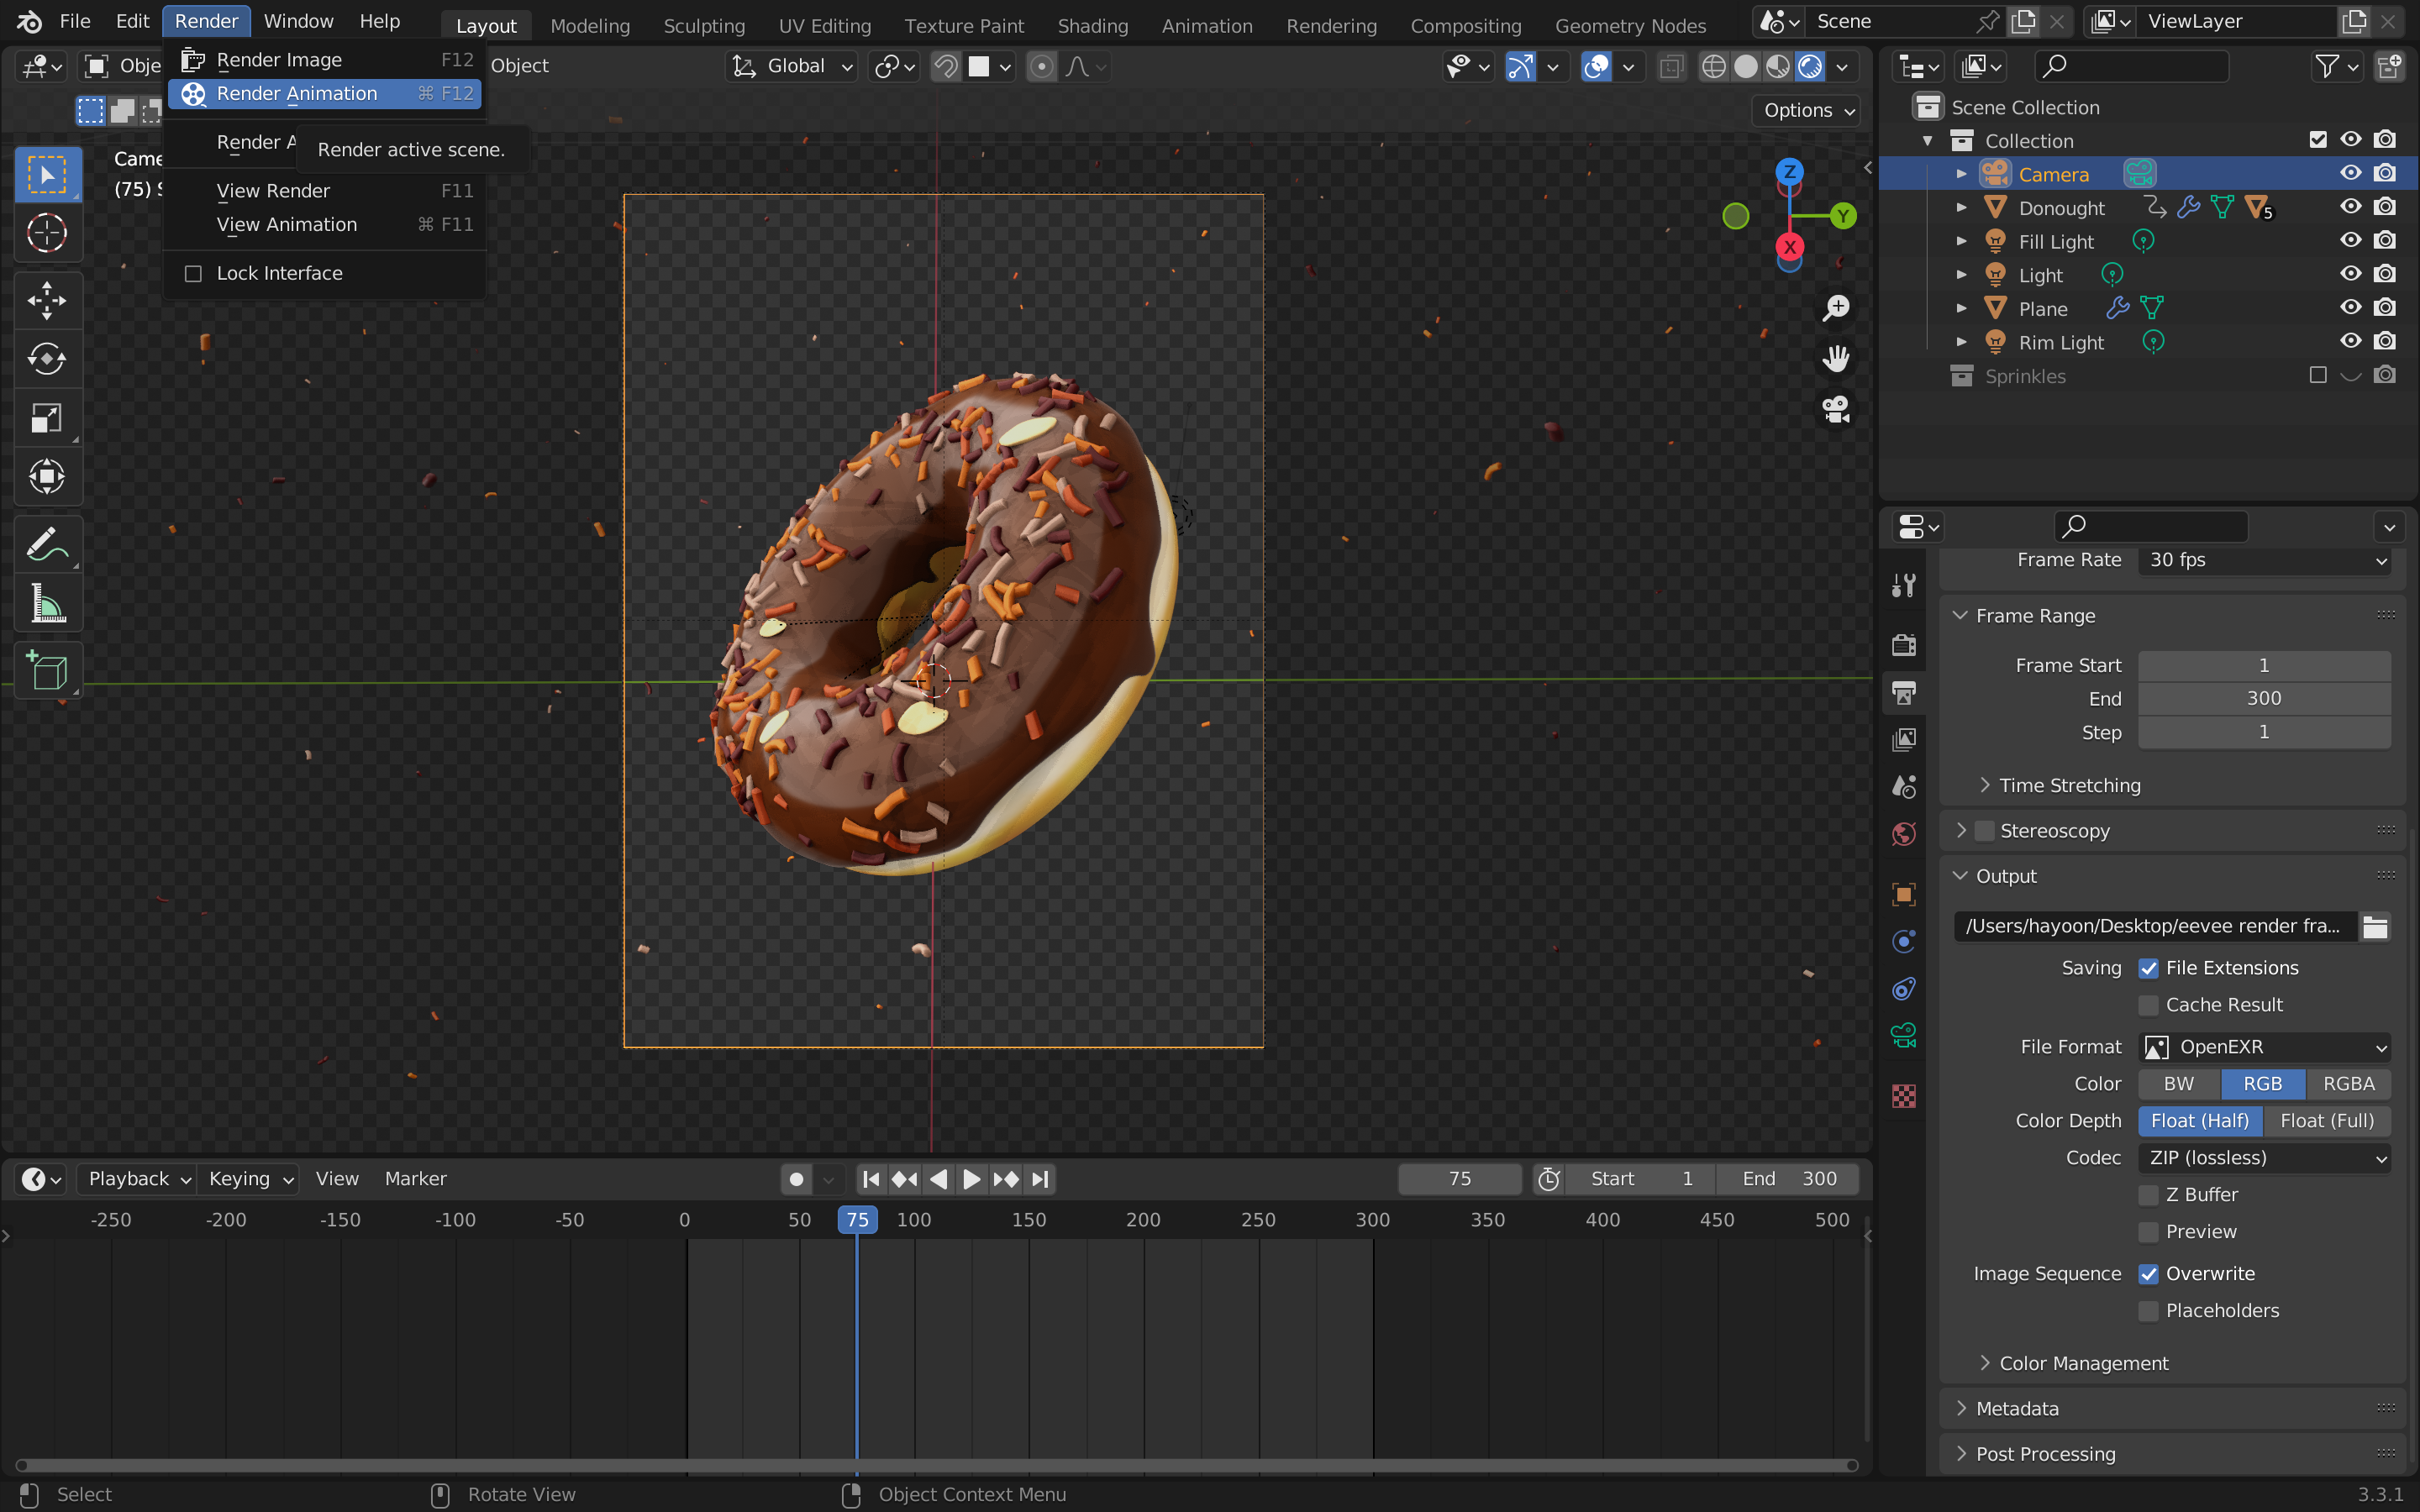 File Edit Render Window Help Layout Modeling Sculpting UV Editing Texture Paint Shading Animation Rendering Compositing Geometry Nodes Scene ViewLayer
Render Image F12
Render Animation ⌘ F12
Render A
Render active scene.
View Render F11
View Animation ⌘ F11
Lock Interface
Obje
Object
Global
Options
Came
(75) S
Z
Y
X
Scene Collection
Collection
Camera
Donought 5
Fill Light
Light
Plane
Rim Light
Sprinkles
Frame Rate 30 fps
Frame Range
Frame Start 1
End 300
Step 1
Time Stretching
Stereoscopy
Output
/Users/hayoon/Desktop/eevee render fra...
Saving File Extensions
Cache Result
File Format OpenEXR
Color BW RGB RGBA
Color Depth Float (Half) Float (Full)
Codec ZIP (lossless)
Z Buffer
Preview
Image Sequence Overwrite
Placeholders
Color Management
Metadata
Post Processing
Playback Keying View Marker 75 Start 1 End 300
-250 -200 -150 -100 -50 0 50 75 100 150 200 250 300 350 400 450 500
Select Rotate View Object Context Menu 3.3.1